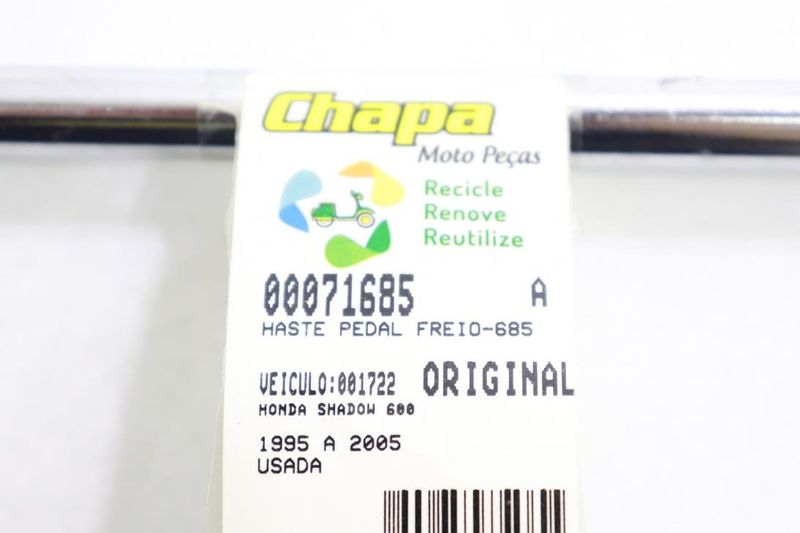 Chapa
Moto Peças
Recicle
Renove
Reutilize
00071685 A
HASTE PEDAL FREIO-685
VEICULO:001722 ORIGINAL
HONDA SHADOW 600
1995 A 2005
USADA